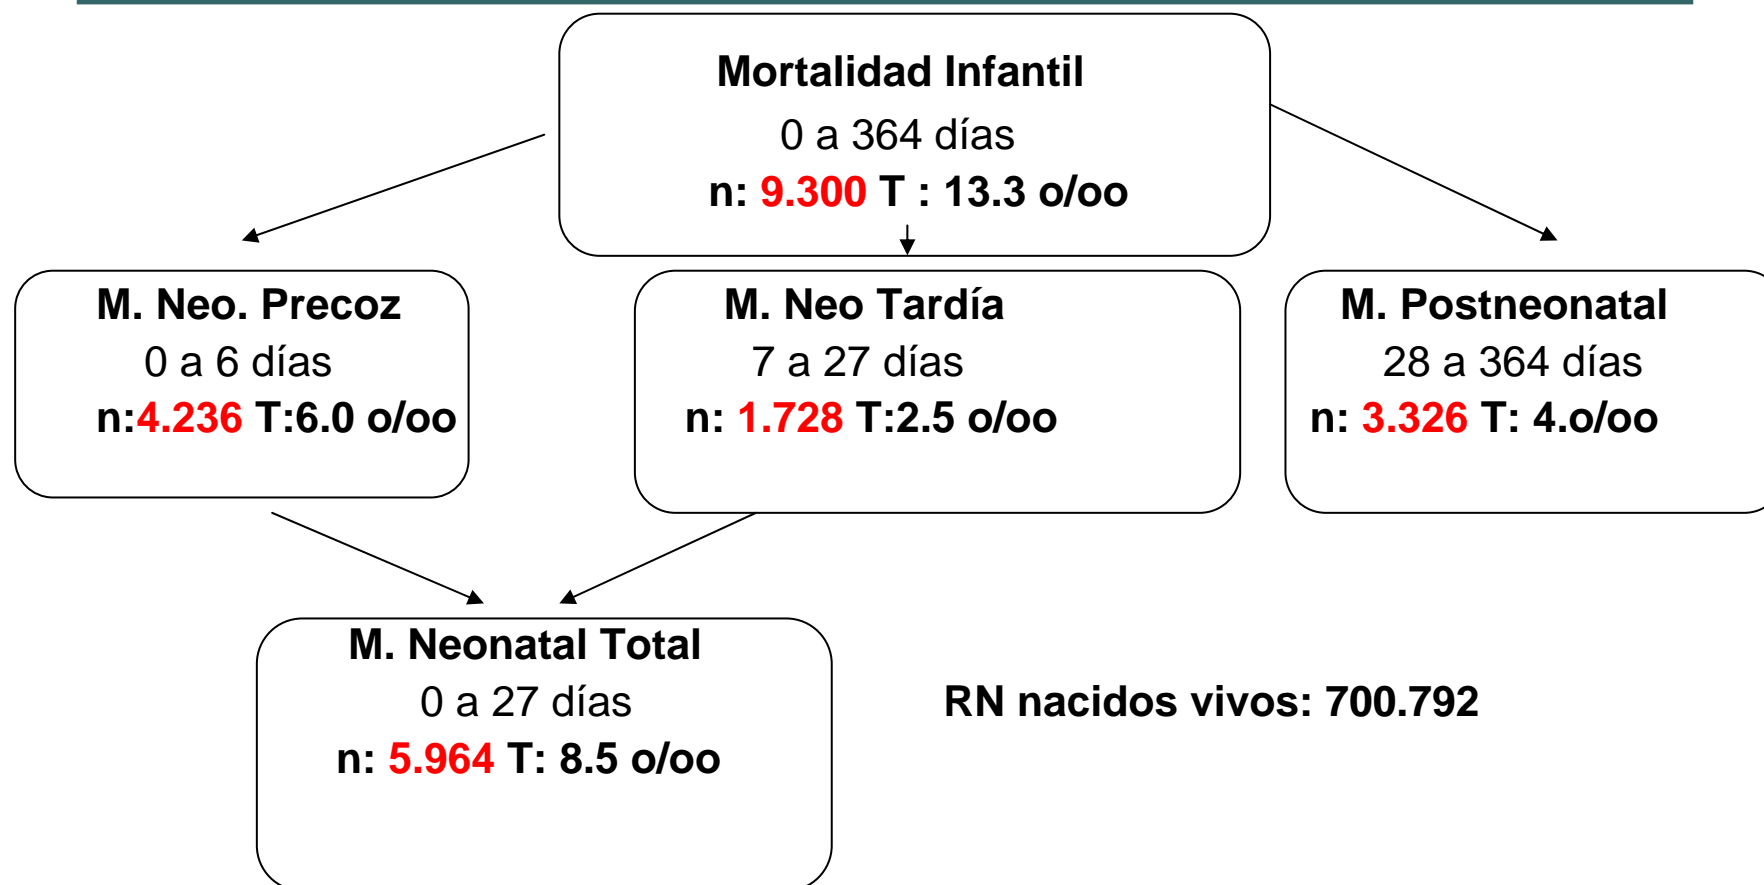 Mortalidad Infantil
0 a 364 días
n: 9.300 T : 13.3 o/oo
M. Neo. Precoz
0 a 6 días
n:4.236 T:6.0 o/oo
M. Neo Tardía
7 a 27 días
n: 1.728 T:2.5 o/oo
M. Postneonatal
28 a 364 días
n: 3.326 T: 4.o/oo
M. Neonatal Total
0 a 27 días
n: 5.964 T: 8.5 o/oo
RN nacidos vivos: 700.792